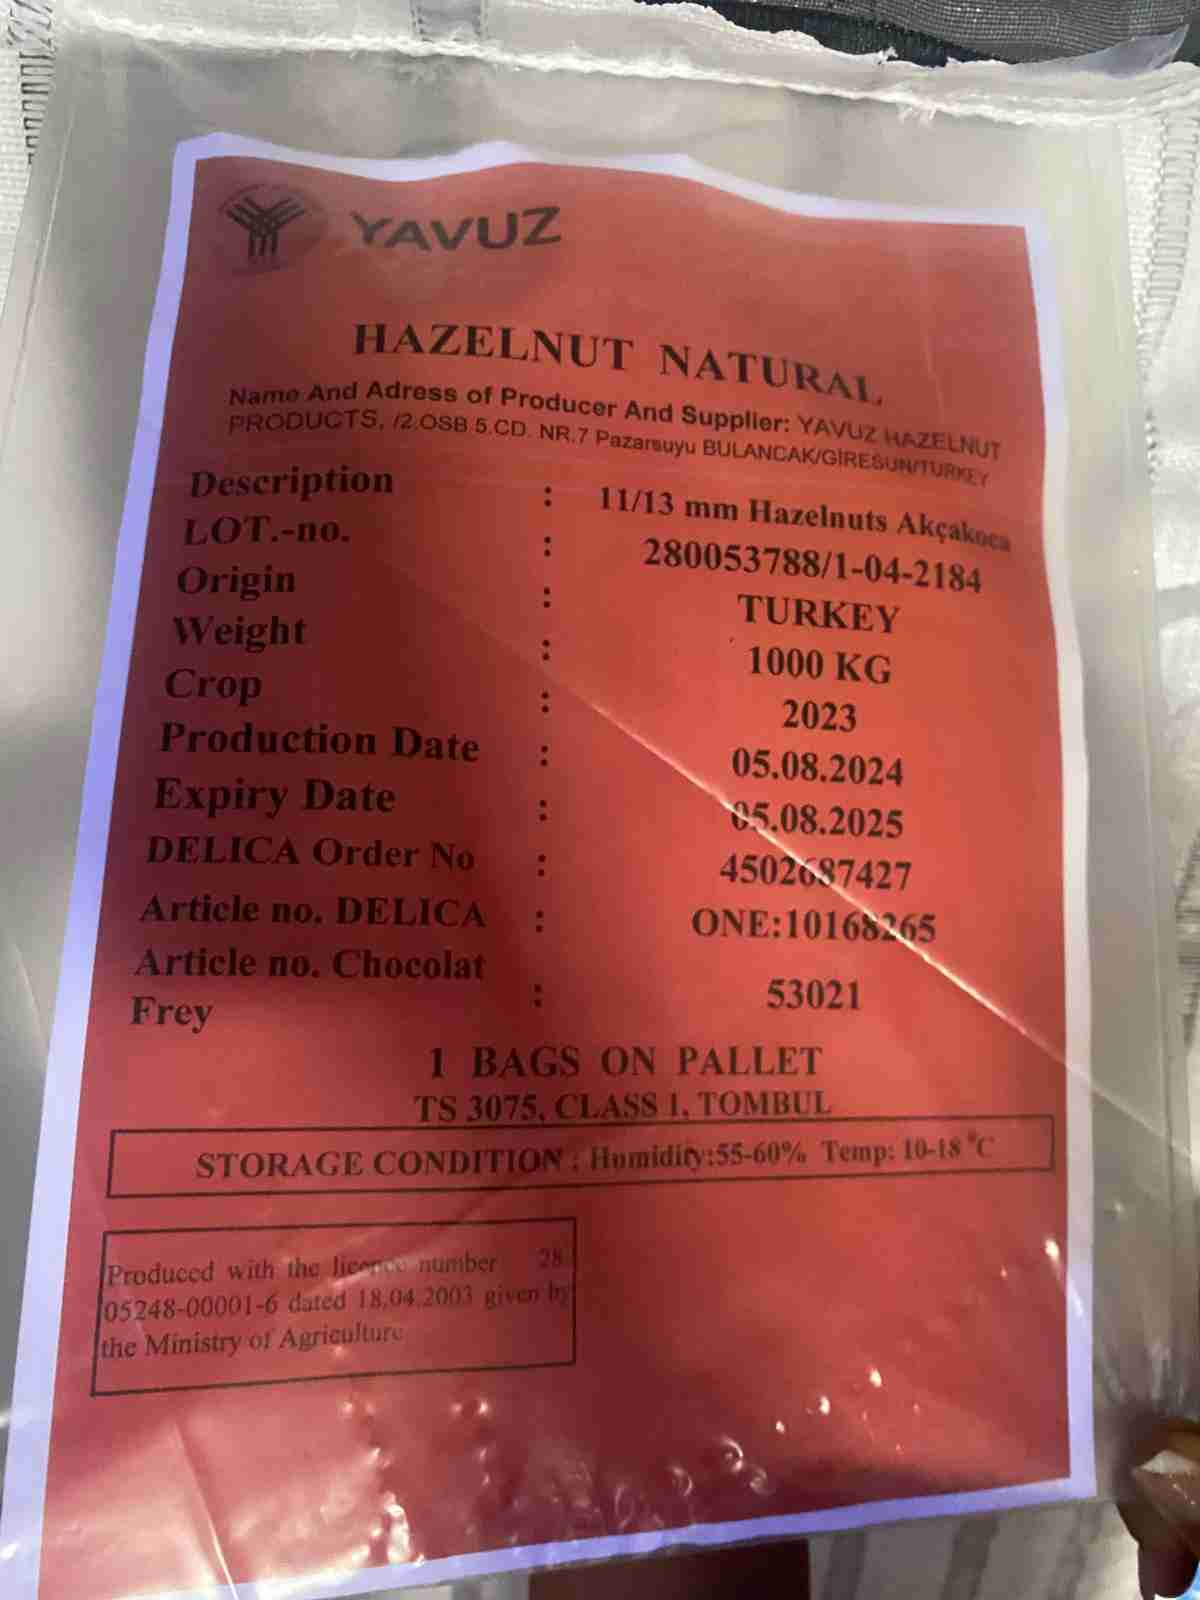 YAVUZ
HAZELNUT NATURAL
Name And Adress of Producer And Supplier: YAVUZ HAZELNUT
PRODUCTS, /2.OSB 5.CD. NR.7 Pazarsuyu BULANCAK/GİRESUN/TURKEY
Description : 11/13 mm Hazelnuts Akçakoca
LOT.-no. : 280053788/1-04-2184
Origin : TURKEY
Weight : 1000 KG
Crop : 2023
Production Date : 05.08.2024
Expiry Date : 05.08.2025
DELICA Order No : 4502687427
Article no. DELICA : ONE:10168265
Article no. Chocolat
Frey : 53021
1 BAGS ON PALLET
TS 3075, CLASS 1, TOMBUL
STORAGE CONDITION : Humidity:55-60% Temp: 10-18 °C
Produced with the licence number 28
05248-00001-6 dated 18.04.2003 given by
the Ministry of Agriculture